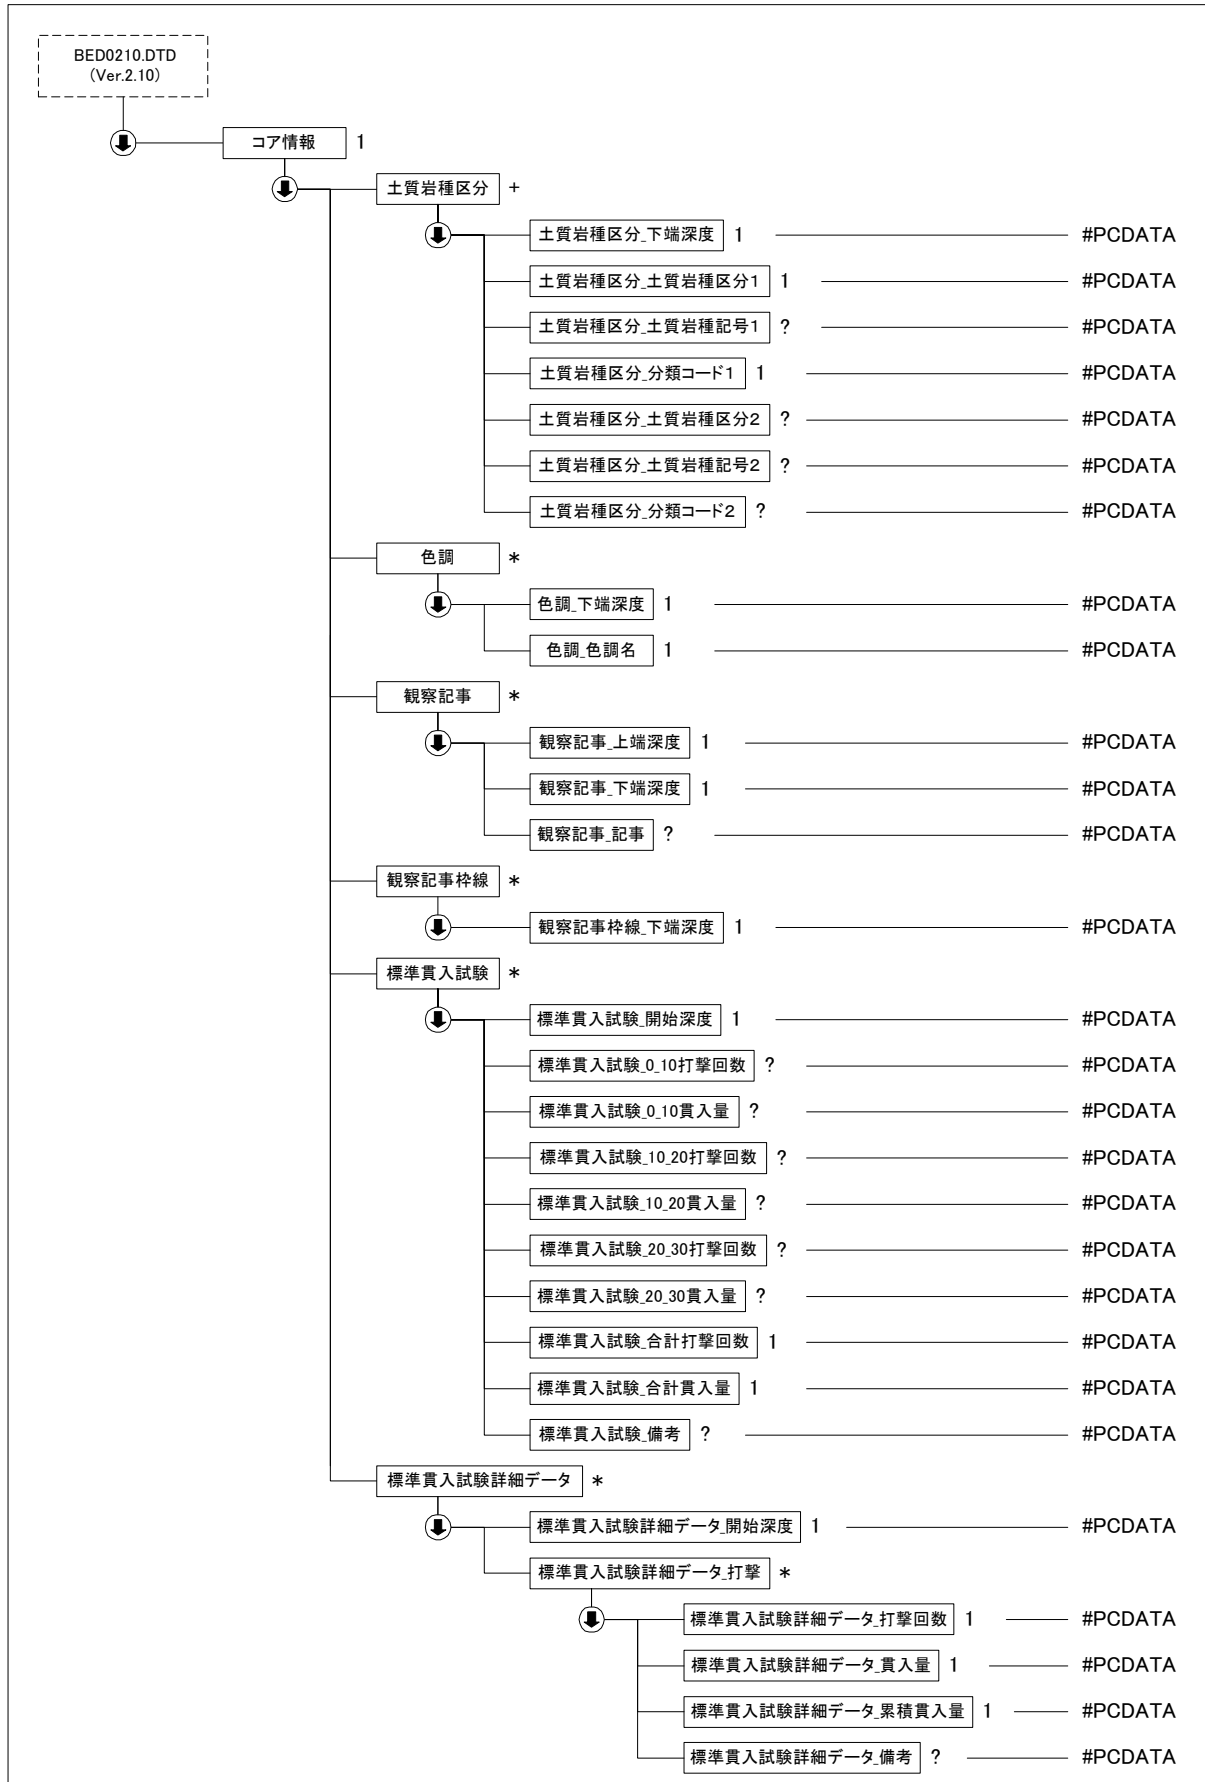 BED0210.DTD
(Ver.2.10)
コア情報 1
土質岩種区分 +
土質岩種区分_下端深度 1 #PCDATA
土質岩種区分_土質岩種区分1 1 #PCDATA
土質岩種区分_土質岩種記号1 ? #PCDATA
土質岩種区分_分類コード1 1 #PCDATA
土質岩種区分_土質岩種区分2 ? #PCDATA
土質岩種区分_土質岩種記号2 ? #PCDATA
土質岩種区分_分類コード2 ? #PCDATA
色調 *
色調_下端深度 1 #PCDATA
色調_色調名 1 #PCDATA
観察記事 *
観察記事_上端深度 1 #PCDATA
観察記事_下端深度 1 #PCDATA
観察記事_記事 ? #PCDATA
観察記事枠線 *
観察記事枠線_下端深度 1 #PCDATA
標準貫入試験 *
標準貫入試験_開始深度 1 #PCDATA
標準貫入試験_0_10打撃回数 ? #PCDATA
標準貫入試験_0_10貫入量 ? #PCDATA
標準貫入試験_10_20打撃回数 ? #PCDATA
標準貫入試験_10_20貫入量 ? #PCDATA
標準貫入試験_20_30打撃回数 ? #PCDATA
標準貫入試験_20_30貫入量 ? #PCDATA
標準貫入試験_合計打撃回数 1 #PCDATA
標準貫入試験_合計貫入量 1 #PCDATA
標準貫入試験_備考 ? #PCDATA
標準貫入試験詳細データ *
標準貫入試験詳細データ_開始深度 1 #PCDATA
標準貫入試験詳細データ_打撃 *
標準貫入試験詳細データ_打撃回数 1 #PCDATA
標準貫入試験詳細データ_貫入量 1 #PCDATA
標準貫入試験詳細データ_累積貫入量 1 #PCDATA
標準貫入試験詳細データ_備考 ? #PCDATA